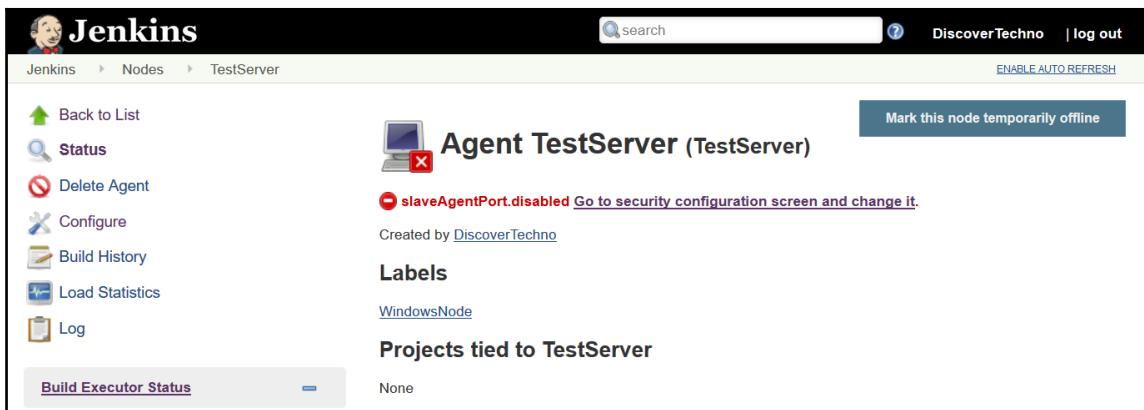 Jenkins
search
DiscoverTechno | log out
Jenkins Nodes TestServer
ENABLE AUTO REFRESH
Back to List
Status
Delete Agent
Configure
Build History
Load Statistics
Log
Build Executor Status
Mark this node temporarily offline
Agent TestServer (TestServer)
slaveAgentPort.disabled Go to security configuration screen and change it.
Created by DiscoverTechno
Labels
WindowsNode
Projects tied to TestServer
None